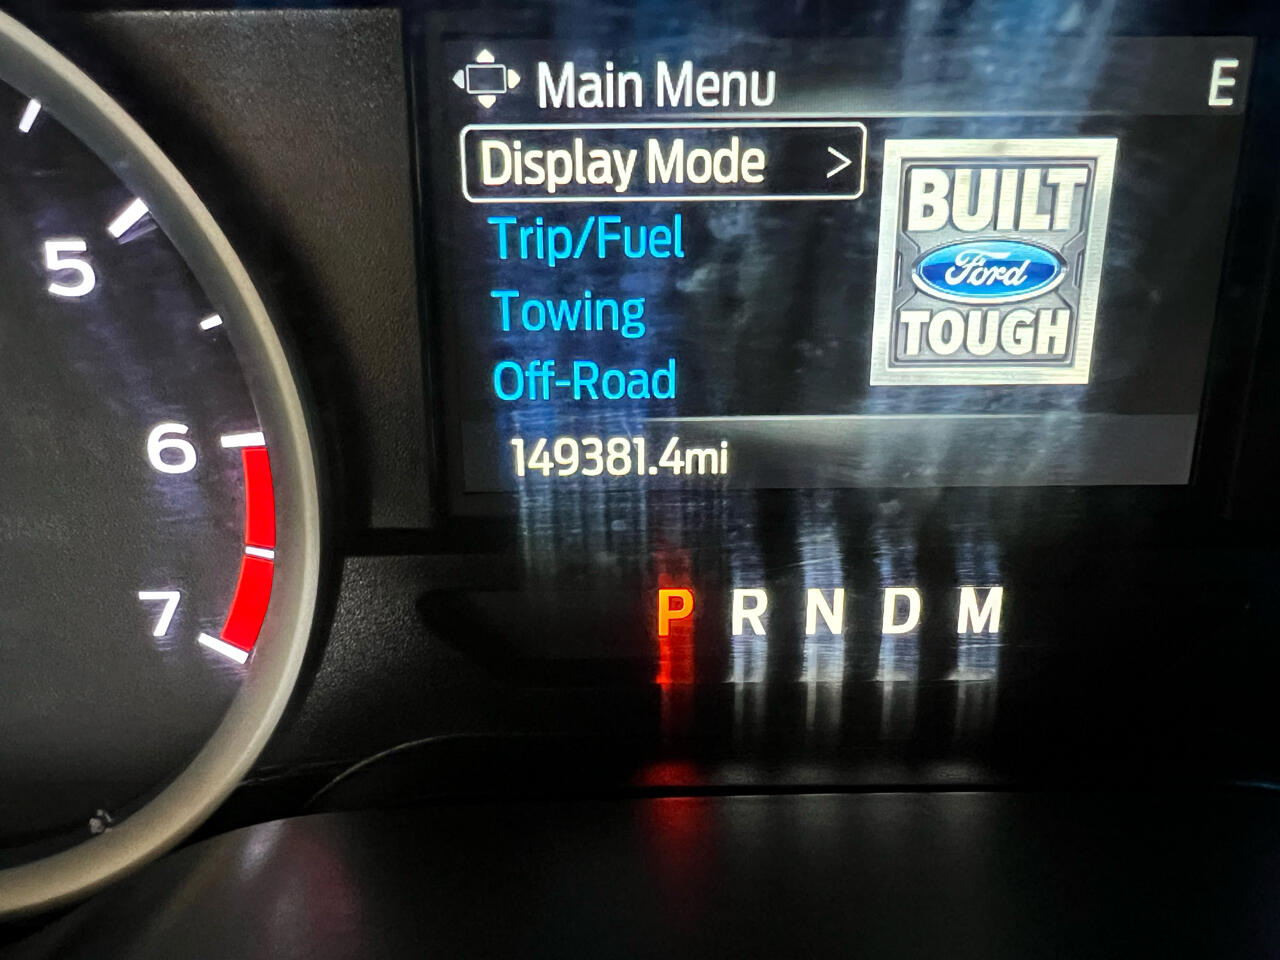 Main Menu
E
Display Mode >
Trip/Fuel
Towing
Off-Road
BUILT
Ford
TOUGH
149381.4mi
P R N D M
5
6
7